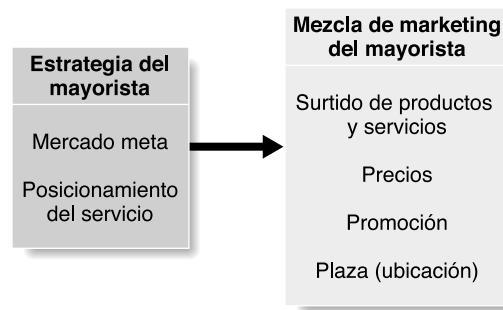 Estrategia del
mayorista
Mercado meta
Posicionamiento
del servicio
Mezcla de marketing
del mayorista
Surtido de productos
y servicios
Precios
Promoción
Plaza (ubicación)